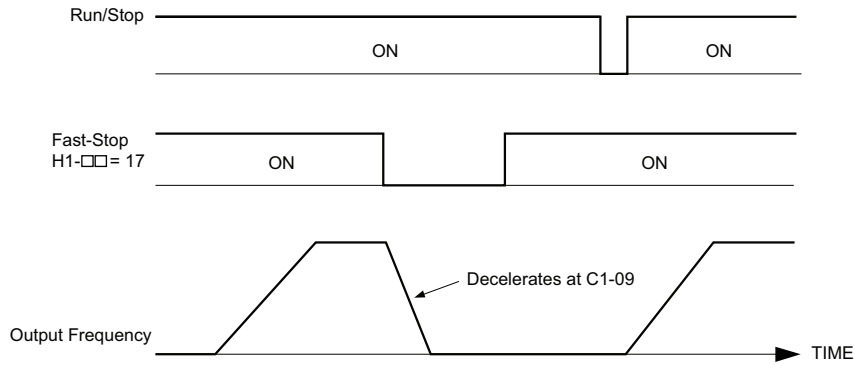 Run/Stop
ON
ON
Fast-Stop
H1-□□= 17
ON
ON
Decelerates at C1-09
Output Frequency
TIME